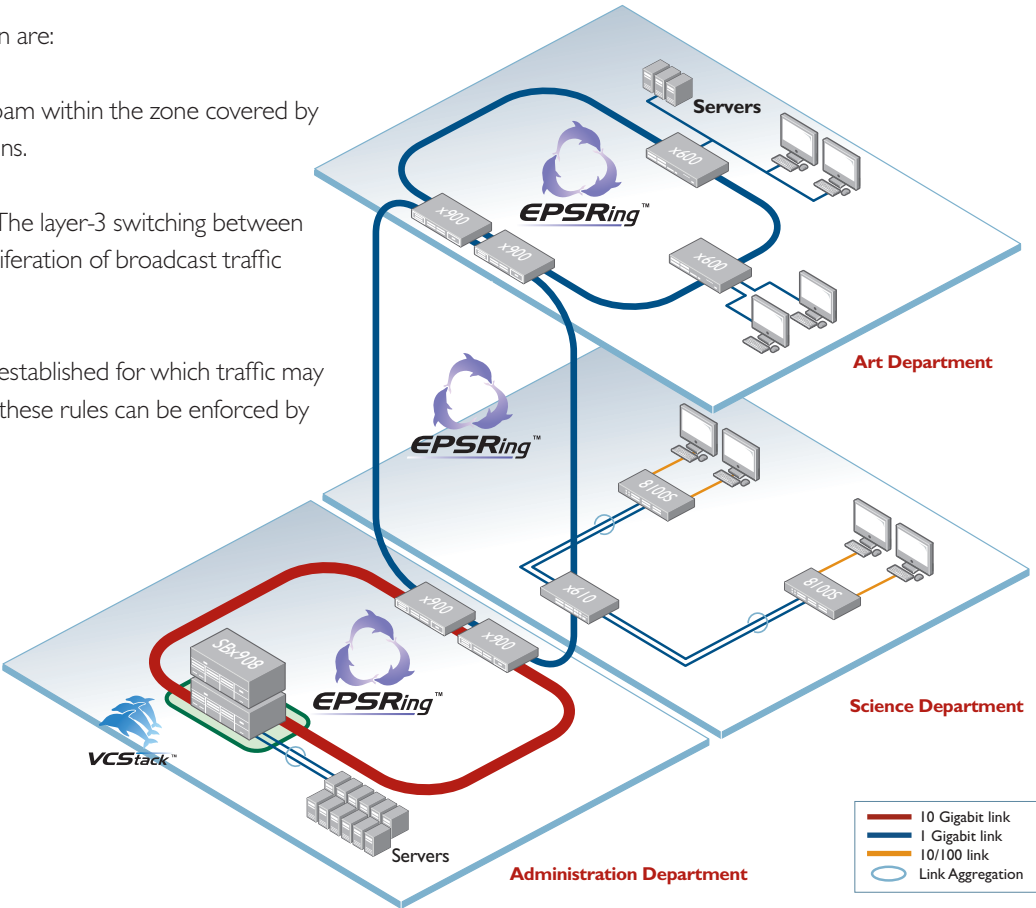 n are:
oam within the zone covered by
ns.
The layer-3 switching between
iferation of broadcast traffic
established for which traffic may
these rules can be enforced by
Servers
x600
x900
x900
EPSRing™
x600
Art Department
EPSRing™
8100S
8100S
x610
Science Department
x900
x900
SBx908
EPSRing™
VCStack™
Servers
Administration Department
10 Gigabit link
1 Gigabit link
10/100 link
Link Aggregation